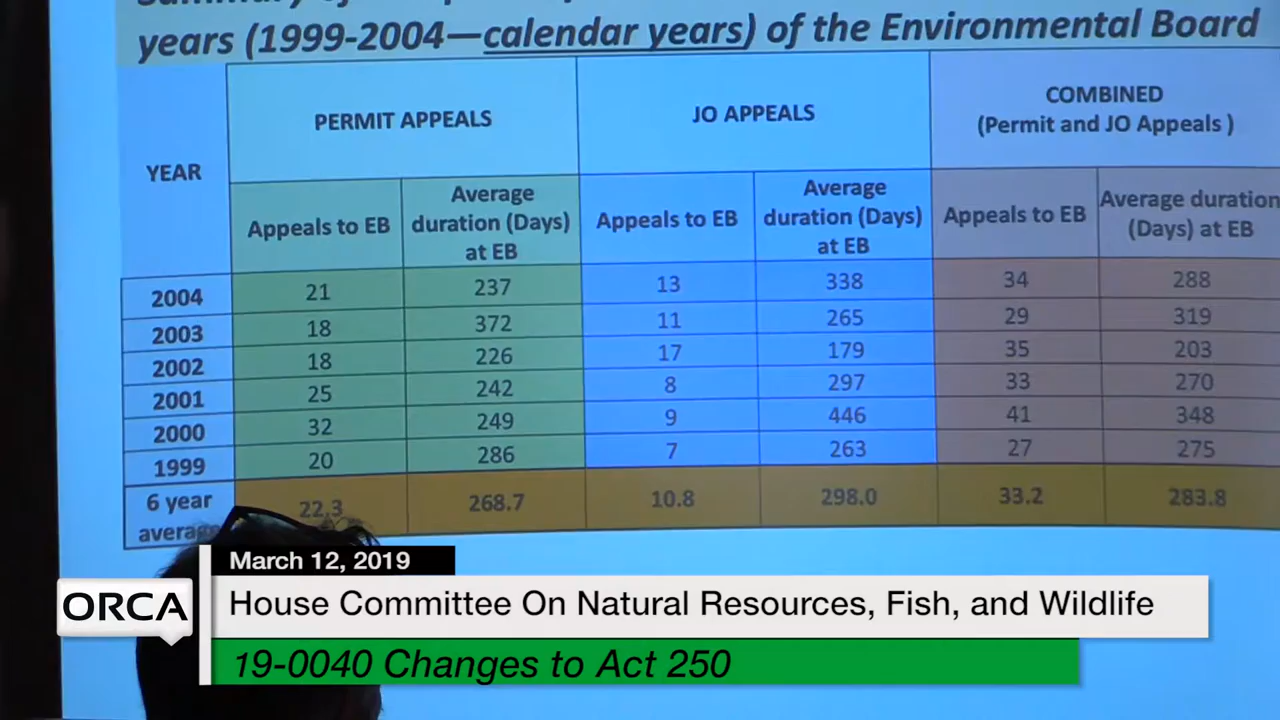 years (1999-2004—calendar years) of the Environmental Board
YEAR
PERMIT APPEALS
JO APPEALS
COMBINED
(Permit and JO Appeals )
Appeals to EB
Average
duration (Days)
at EB
Appeals to EB
Average
duration (Days)
at EB
Appeals to EB
Average duration
(Days) at EB
2004 21 237 13 338 34 288
2003 18 372 11 265 29 319
2002 18 226 17 179 35 203
2001 25 242 8 297 33 270
2000 32 249 9 446 41 348
1999 20 286 7 263 27 275
6 year
average
22.3 268.7 10.8 298.0 33.2 283.8
March 12, 2019
ORCA
House Committee On Natural Resources, Fish, and Wildlife
19-0040 Changes to Act 250